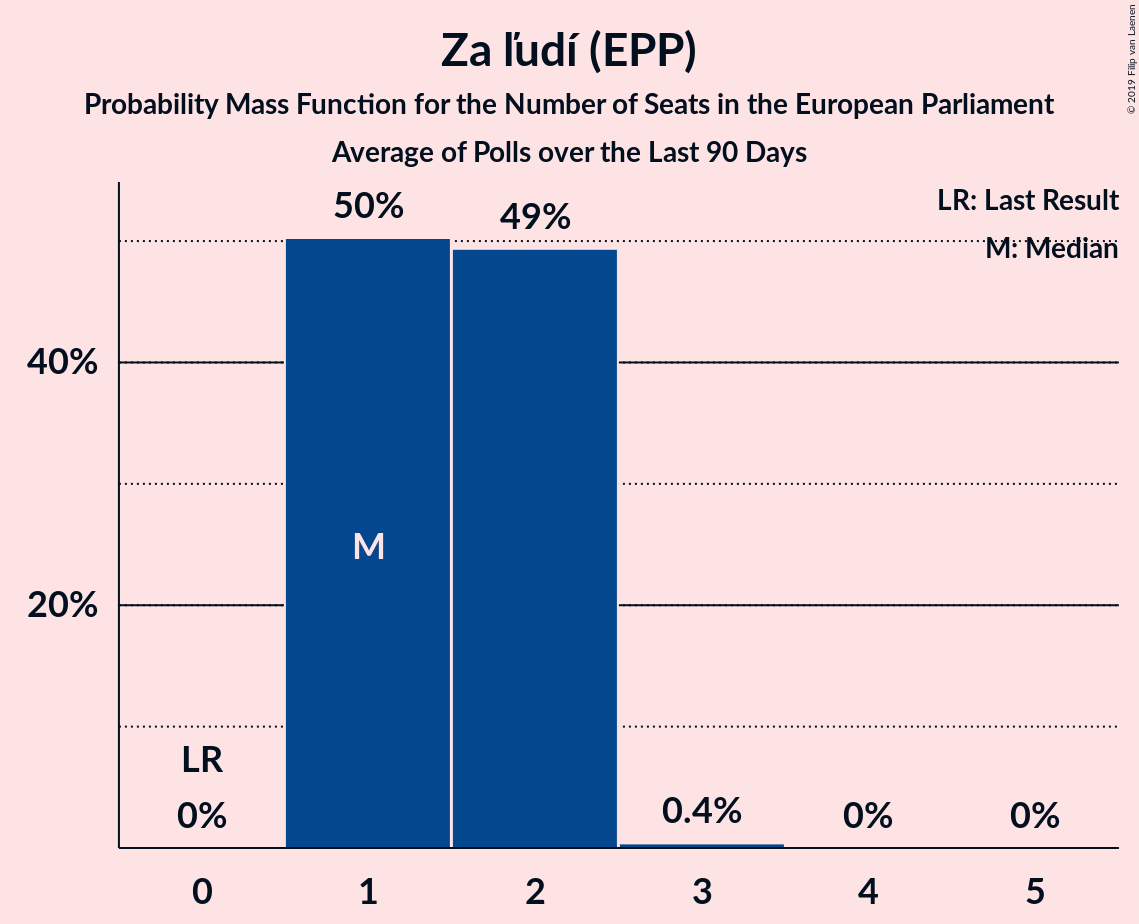 Za ľudí (EPP)
Probability Mass Function for the Number of Seats in the European Parliament
Average of Polls over the Last 90 Days
© 2019 Filip van Laenen
LR: Last Result
M: Median
50%
49%
40%
M
20%
LR
0%
0.4%
0%
0%
0
1
2
3
4
5